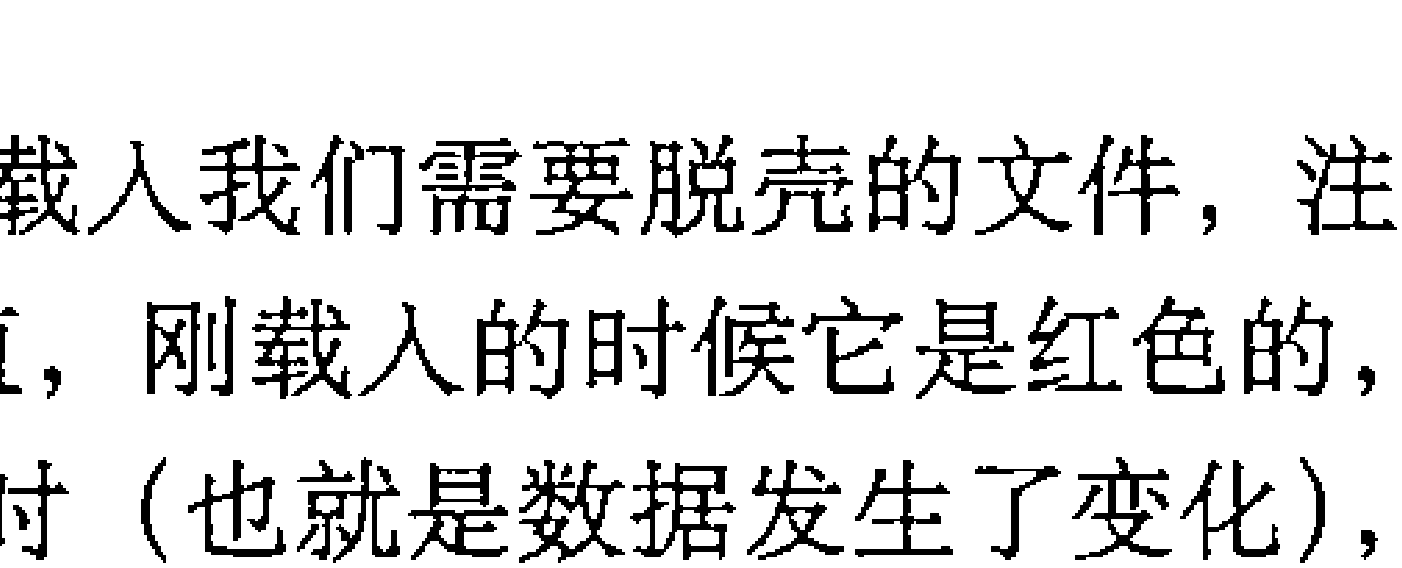 载入我们需要脱壳的文件，注
，刚载入的时候它是红色的，
时（也就是数据发生了变化），